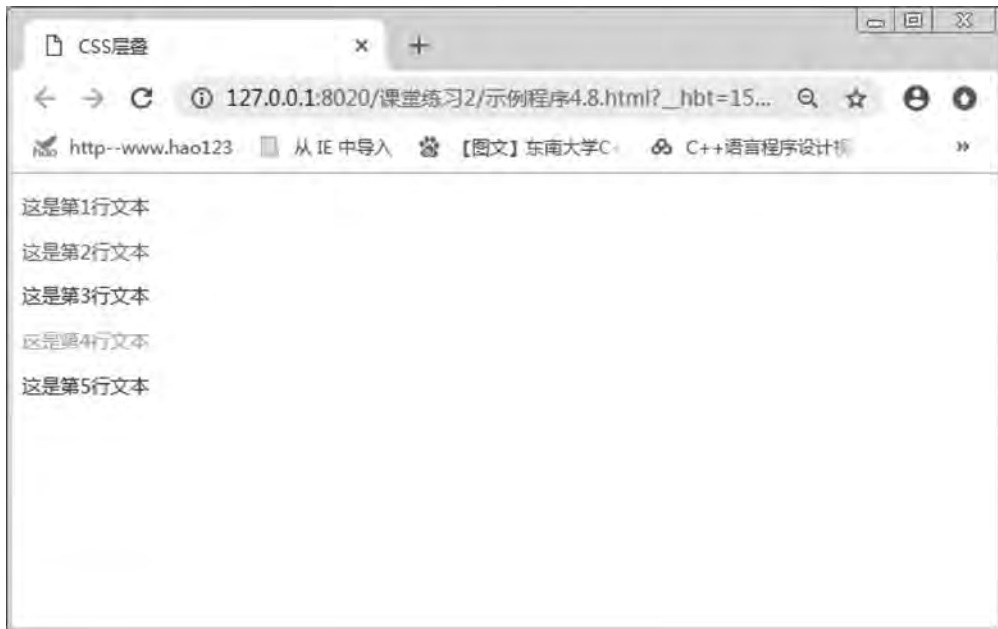 CSS层叠
127.0.0.1:8020/课堂练习2/示例程序4.8.html?__hbt=15...
http--www.hao123 从 IE 中导入 【图文】东南大学C+ C++语言程序设计视
这是第1行文本
这是第2行文本
这是第3行文本
这是第4行文本
这是第5行文本